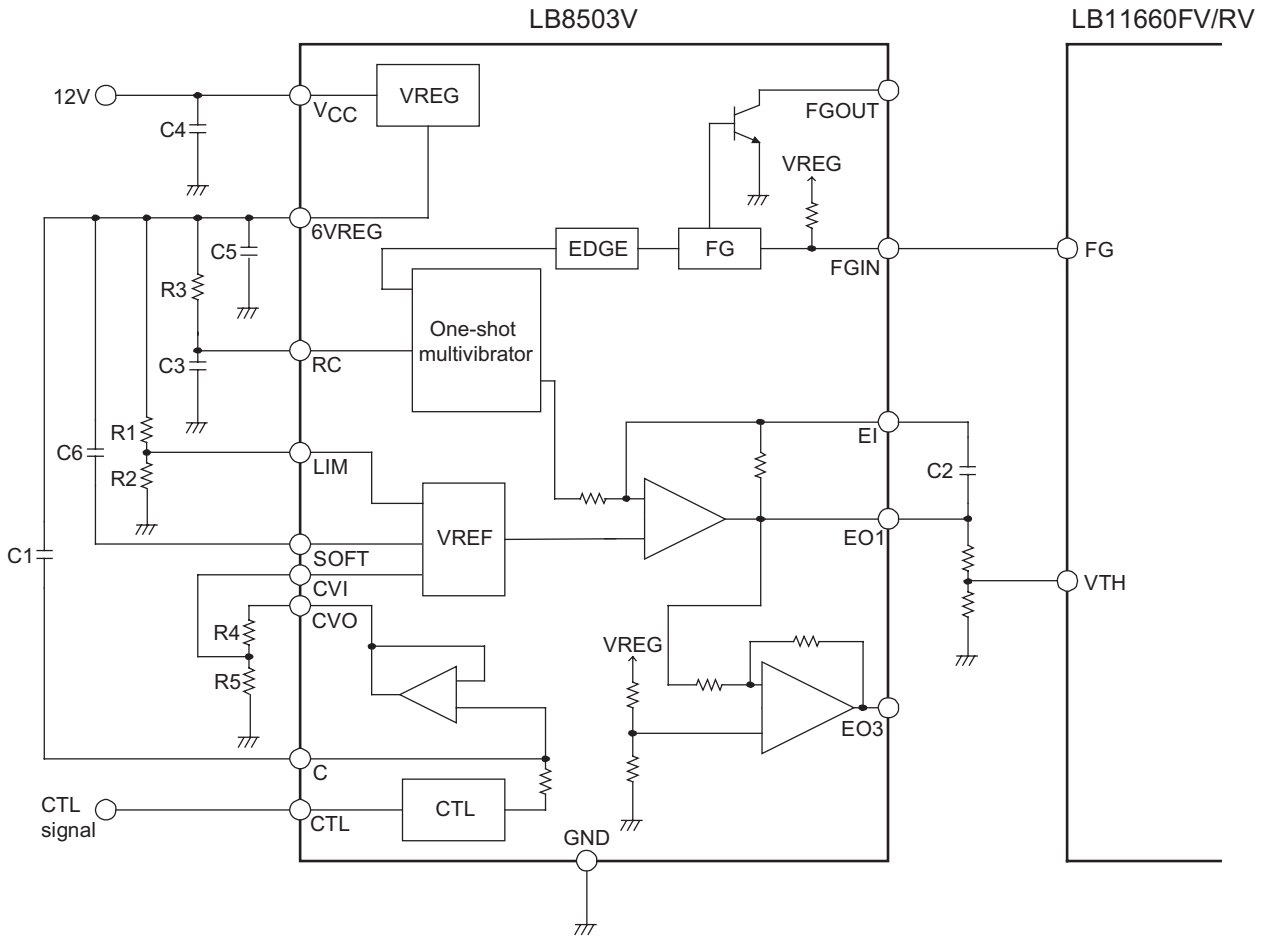 LB8503V
LB11660FV/RV
12V
C4
VCC
VREG
FGOUT
VREG
6VREG
C5
R3
EDGE
FG
FGIN
FG
One-shot
multivibrator
C3
RC
R1
C6
R2
LIM
EI
C2
VREF
C1
SOFT
CVI
CVO
EO1
VTH
R4
R5
VREG
EO3
C
CTL
signal
CTL
CTL
GND